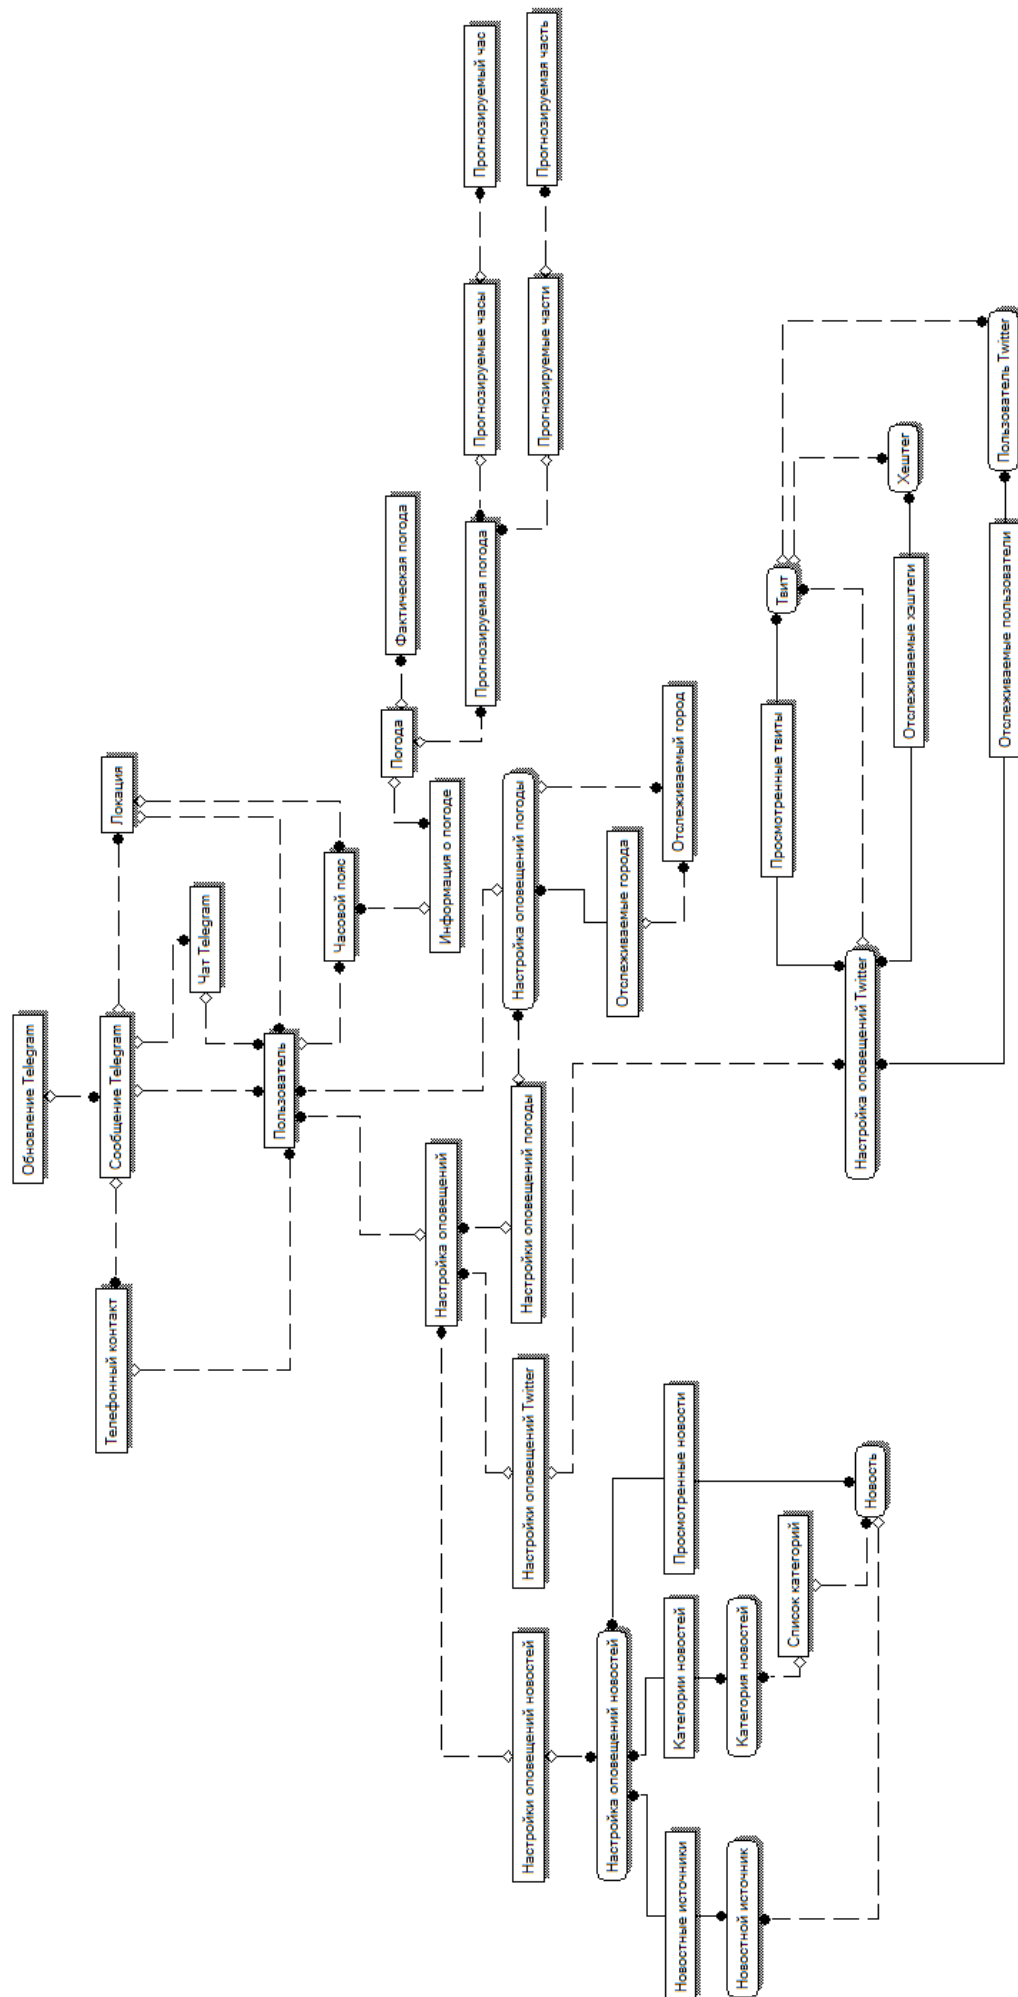 Обновление Telegram
Телефонный контакт
Сообщение Telegram
Локация
Чат Telegram
Пользователь
Часовой пояс
Погода
Фактическая погода
Настройка оповещений
Информация о погоде
Прогнозируемая погода
Прогнозируемые часы
Прогнозируемый час
Настройки оповещений новостей
Настройки оповещений Twitter
Настройки оповещений погоды
Настройка оповещений погоды
Прогнозируемые части
Прогнозируемая часть
Настройка оповещений новостей
Отслеживаемые города
Новостные источники
Категории новостей
Просмотренные новости
Отслеживаемый город
Новостной источник
Категория новостей
Просмотренные твиты
Твит
Список категорий
Новость
Настройка оповещений Twitter
Отслеживаемые хэштеги
Хештег
Отслеживаемые пользователи
Пользователь Twitter